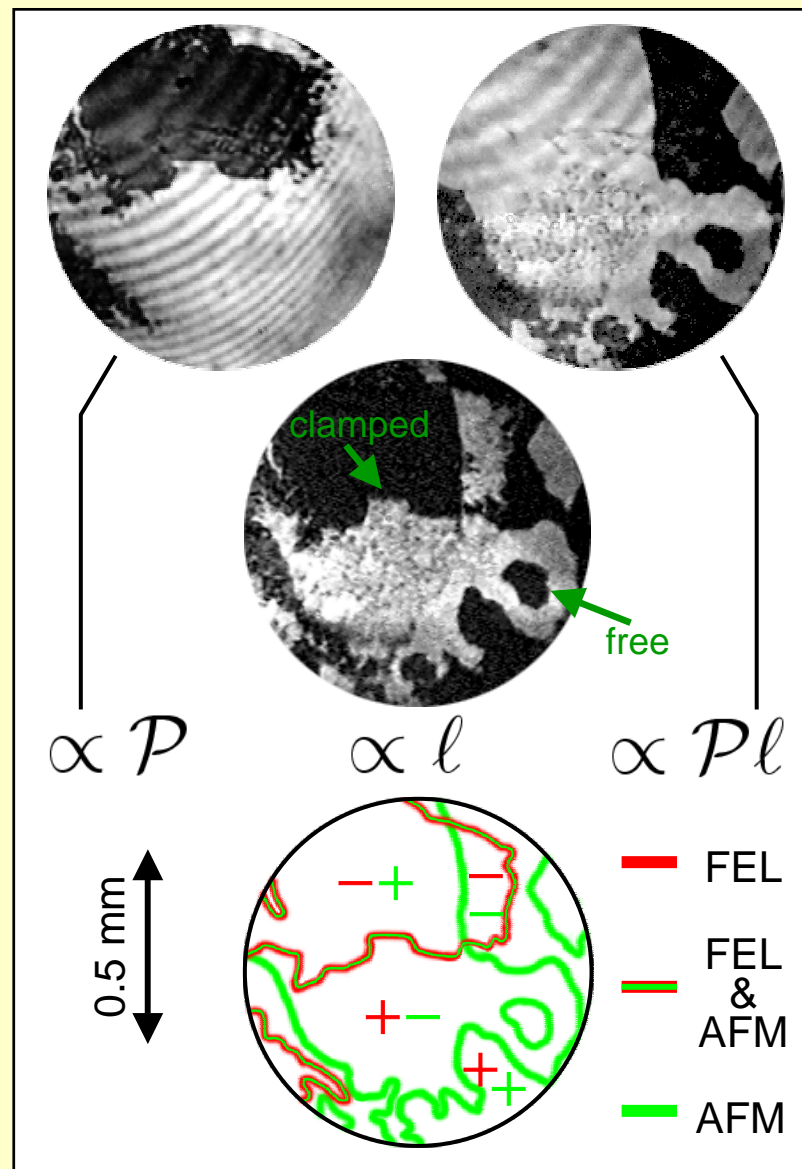 clamped
free
∝ 𝒫
∝ ℓ
∝ 𝒫ℓ
0.5 mm
− +
−
−
+ −
+
+
FEL
FEL
&
AFM
AFM